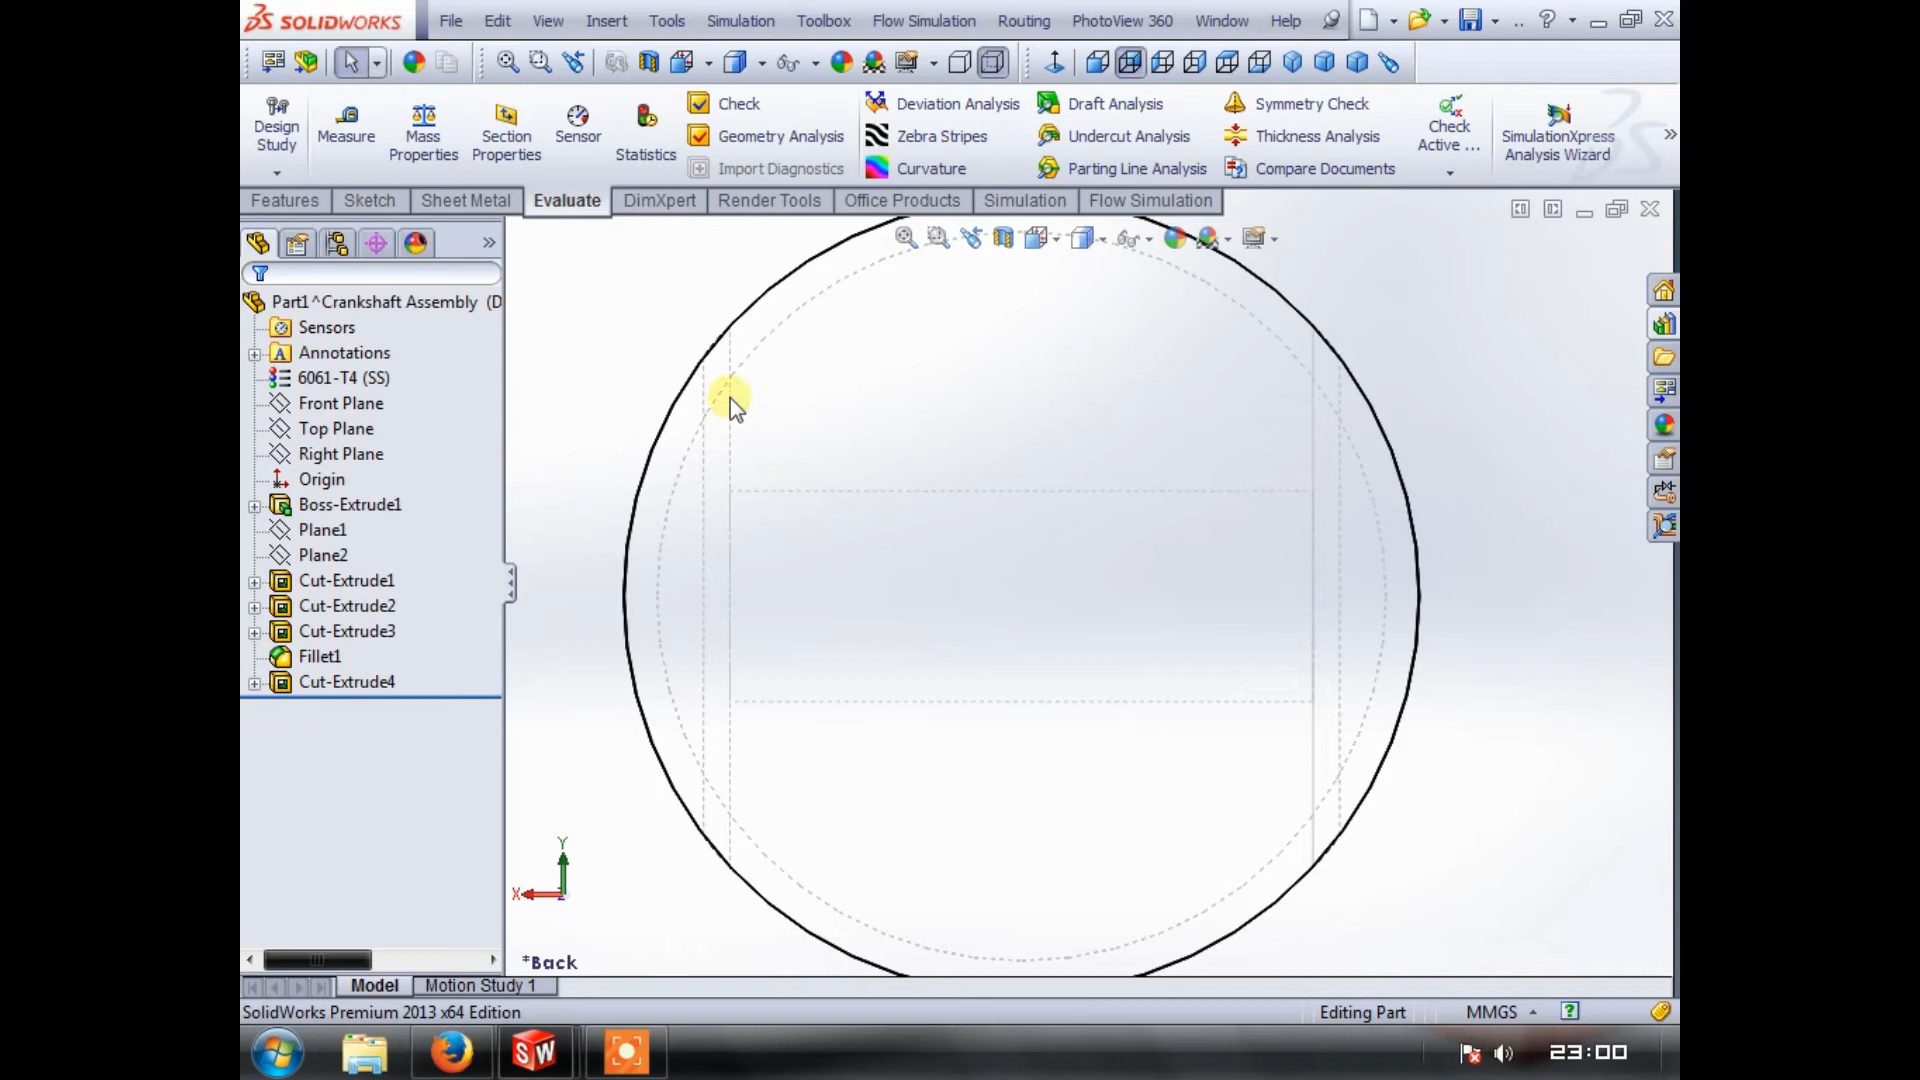 SOLIDWORKS File Edit View Insert Tools Simulation Toolbox Flow Simulation Routing PhotoView 360 Window Help
Design Study
Measure
Mass Properties
Section Properties
Sensor
Statistics
Check
Geometry Analysis
Import Diagnostics
Deviation Analysis
Zebra Stripes
Curvature
Draft Analysis
Undercut Analysis
Parting Line Analysis
Symmetry Check
Thickness Analysis
Compare Documents
Check Active ...
SimulationXpress Analysis Wizard
Features Sketch Sheet Metal Evaluate DimXpert Render Tools Office Products Simulation Flow Simulation
Part1^Crankshaft Assembly (D
Sensors
Annotations
6061-T4 (SS)
Front Plane
Top Plane
Right Plane
Origin
Boss-Extrude1
Plane1
Plane2
Cut-Extrude1
Cut-Extrude2
Cut-Extrude3
Fillet1
Cut-Extrude4
Y
X
*Back
Model Motion Study 1
SolidWorks Premium 2013 x64 Edition Editing Part MMGS
SW
23:00